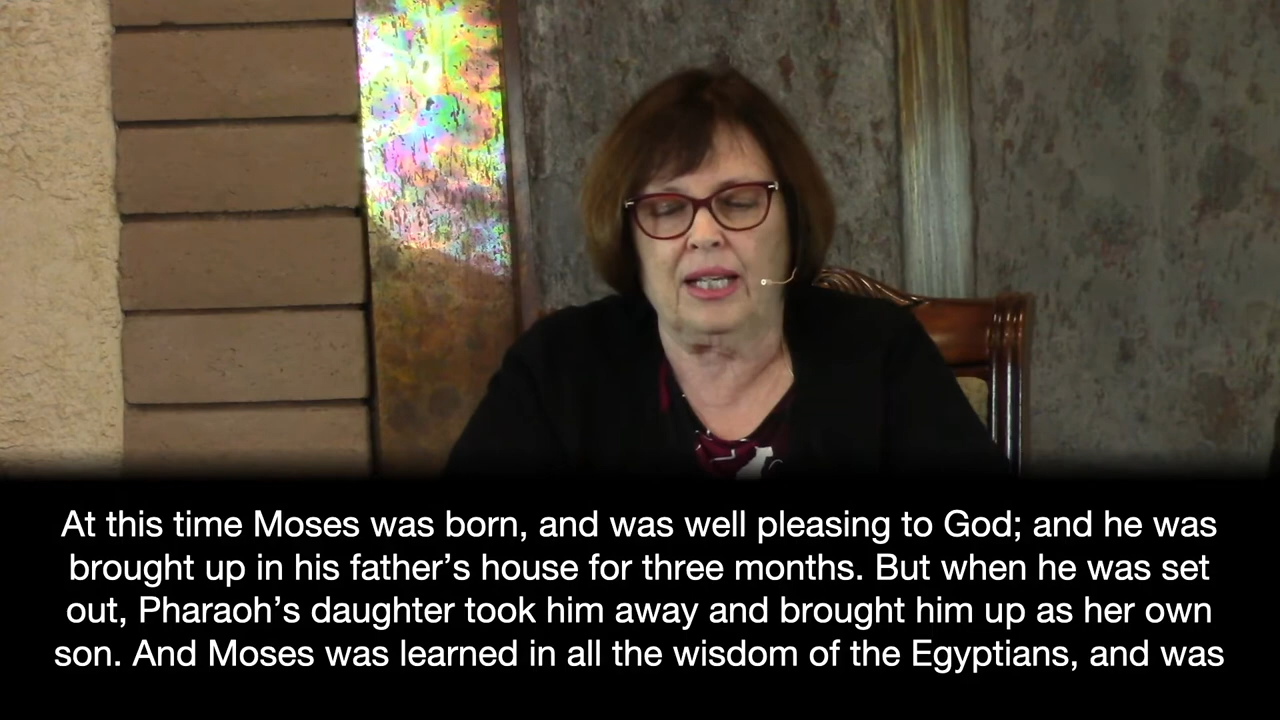 At this time Moses was born, and was well pleasing to God; and he was
brought up in his father’s house for three months. But when he was set
out, Pharaoh’s daughter took him away and brought him up as her own
son. And Moses was learned in all the wisdom of the Egyptians, and was